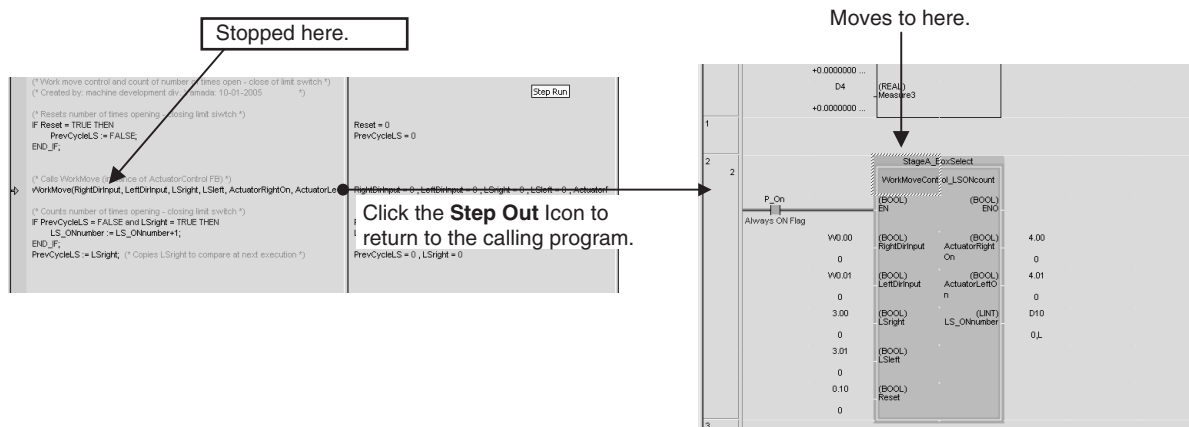 Stopped here.
Moves to here.
(* Work move control and count of number of times open - close of limit switch *)
(* Created by: machine development div. Yamada: 10-01-2005 *)
Step Run
(* Resets number of times opening - closing limit siwtch *)
IF Reset = TRUE THEN
Reset = 0
PrevCycleLS := FALSE;
PrevCycleLS = 0
END_IF;
(* Calls WorkMove (instance of ActuatorControl FB) *)
WorkMove(RightDirInput, LeftDirInput, LSright, LSleft, ActuatorRightOn, ActuatorLe
RightDirInput = 0 , LeftDirInput = 0 , LSright = 0 , LSleft = 0 , Actuatorf
(* Counts number of times opening - closing limit switch *)
IF PrevCycleLS = FALSE and LSright = TRUE THEN
LS_ONnumber := LS_ONnumber+1;
END_IF;
PrevCycleLS := LSright; (* Copies LSright to compare at next execution *)
PrevCycleLS = 0 , LSright = 0
Click the Step Out Icon to
return to the calling program.
+0.0000000 ...
D4 (REAL)
Measure3
+0.0000000 ...
1
2
2
StageA_BoxSelect
WorkMoveControl_LSONcount
P_On
(BOOL) (BOOL)
EN ENO
Always ON Flag
W0.00 (BOOL) (BOOL) 4.00
RightDirInput ActuatorRight
On
0 0
W0.01 (BOOL) (BOOL) 4.01
LeftDirInput ActuatorLeftO
n
0 0
3.00 (BOOL) (LINT) D10
LSright LS_ONnumber
0 0,L
3.01 (BOOL)
LSleft
0
0.10 (BOOL)
Reset
0
3